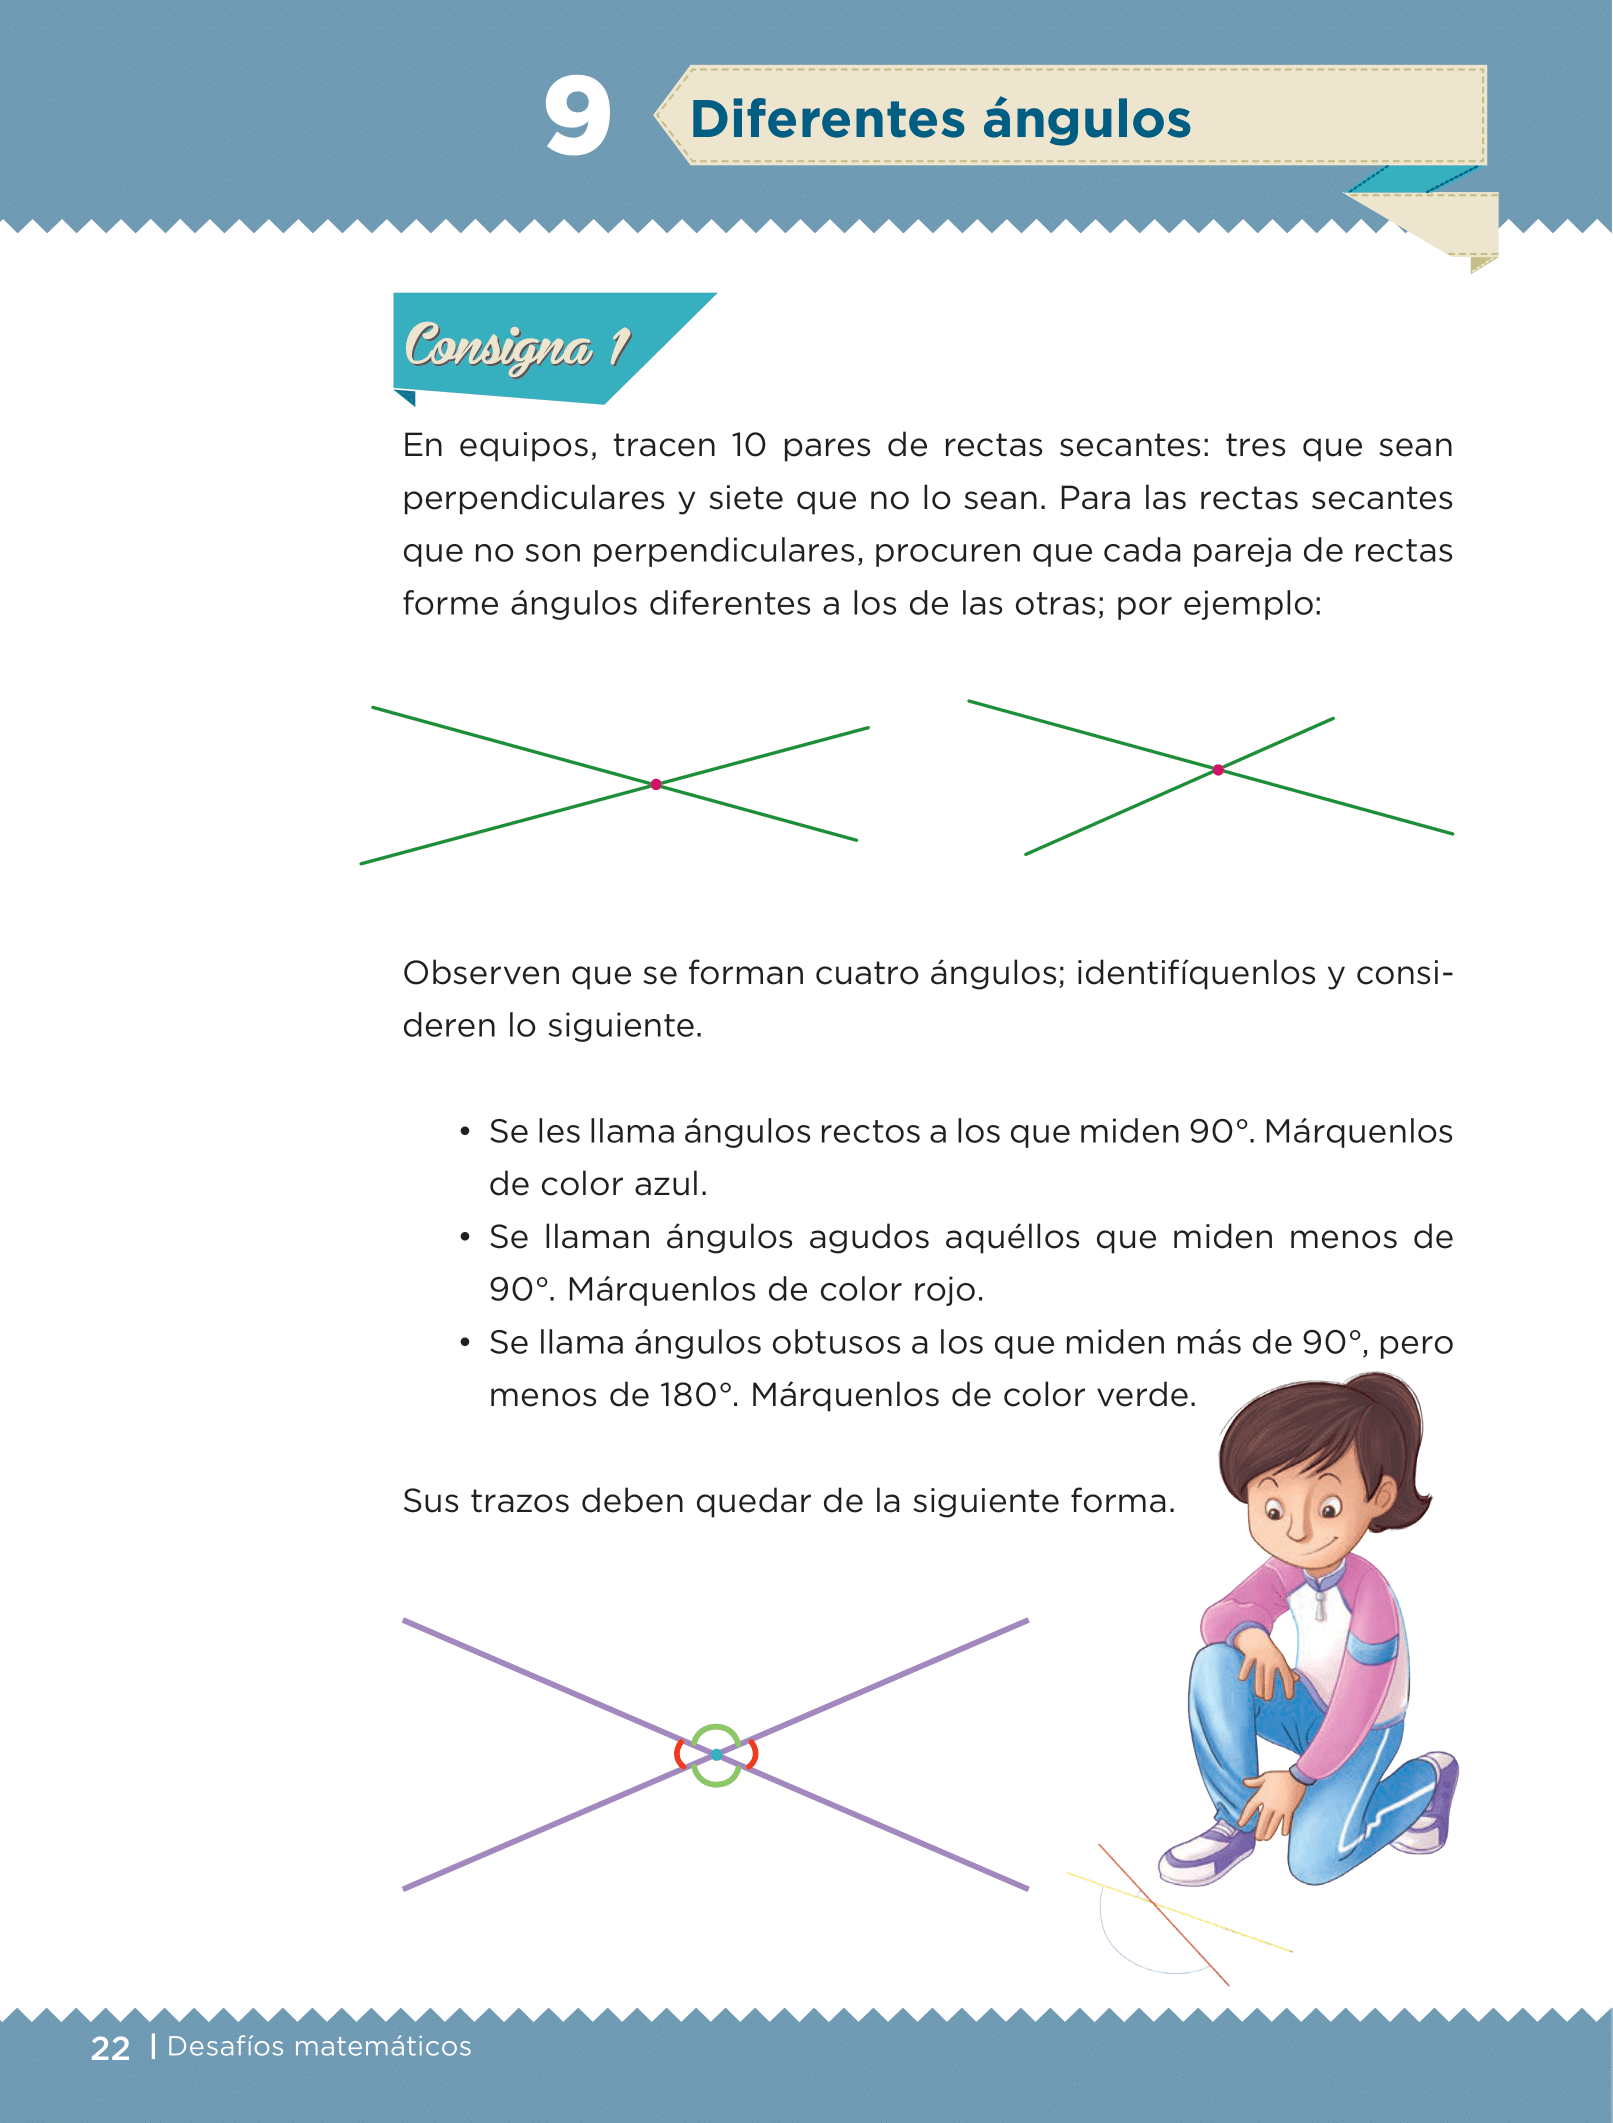 9
Diferentes ángulos
Consigna 1
En equipos, tracen 10 pares de rectas secantes: tres que sean
perpendiculares y siete que no lo sean. Para las rectas secantes
que no son perpendiculares, procuren que cada pareja de rectas
forme ángulos diferentes a los de las otras; por ejemplo:
Observen que se forman cuatro ángulos; identifíquenlos y consi-
deren lo siguiente.
• Se les llama ángulos rectos a los que miden 90°. Márquenlos
de color azul.
• Se llaman ángulos agudos aquéllos que miden menos de
90°. Márquenlos de color rojo.
• Se llama ángulos obtusos a los que miden más de 90°, pero
menos de 180°. Márquenlos de color verde.
Sus trazos deben quedar de la siguiente forma.
22 | Desafíos matemáticos